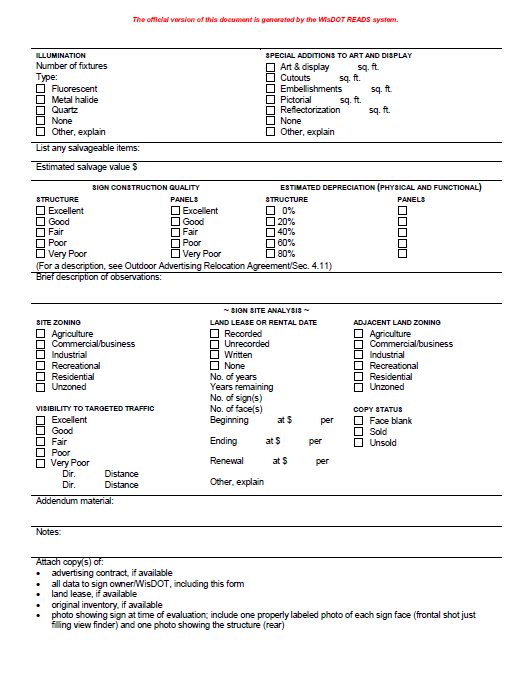 The official version of this document is generated by the WisDOT READS system.
ILLUMINATION
Number of fixtures
Type:
Fluorescent
Metal halide
Quartz
None
Other, explain
SPECIAL ADDITIONS TO ART AND DISPLAY
Art & display sq. ft.
Cutouts sq. ft.
Embellishments sq. ft.
Pictorial sq. ft.
Reflectorization sq. ft.
None
Other, explain
List any salvageable items:
Estimated salvage value $
SIGN CONSTRUCTION QUALITY
STRUCTURE PANELS
Excellent Excellent
Good Good
Fair Fair
Poor Poor
Very Poor Very Poor
ESTIMATED DEPRECIATION (PHYSICAL AND FUNCTIONAL)
STRUCTURE PANELS
0%
20%
40%
60%
80%
(For a description, see Outdoor Advertising Relocation Agreement/Sec. 4.11)
Brief description of observations:
~ SIGN SITE ANALYSIS ~
SITE ZONING
Agriculture
Commercial/business
Industrial
Recreational
Residential
Unzoned
VISIBILITY TO TARGETED TRAFFIC
Excellent
Good
Fair
Poor
Very Poor
Dir. Distance
Dir. Distance
LAND LEASE OR RENTAL DATE
Recorded
Unrecorded
Written
None
No. of years
Years remaining
No. of sign(s)
No. of face(s)
Beginning at $ per
Ending at $ per
Renewal at $ per
Other, explain
ADJACENT LAND ZONING
Agriculture
Commercial/business
Industrial
Recreational
Residential
Unzoned
COPY STATUS
Face blank
Sold
Unsold
Addendum material:
Notes:
Attach copy(s) of:
• advertising contract, if available
• all data to sign owner/WisDOT, including this form
• land lease, if available
• original inventory, if available
• photo showing sign at time of evaluation; include one properly labeled photo of each sign face (frontal shot just
filling view finder) and one photo showing the structure (rear)